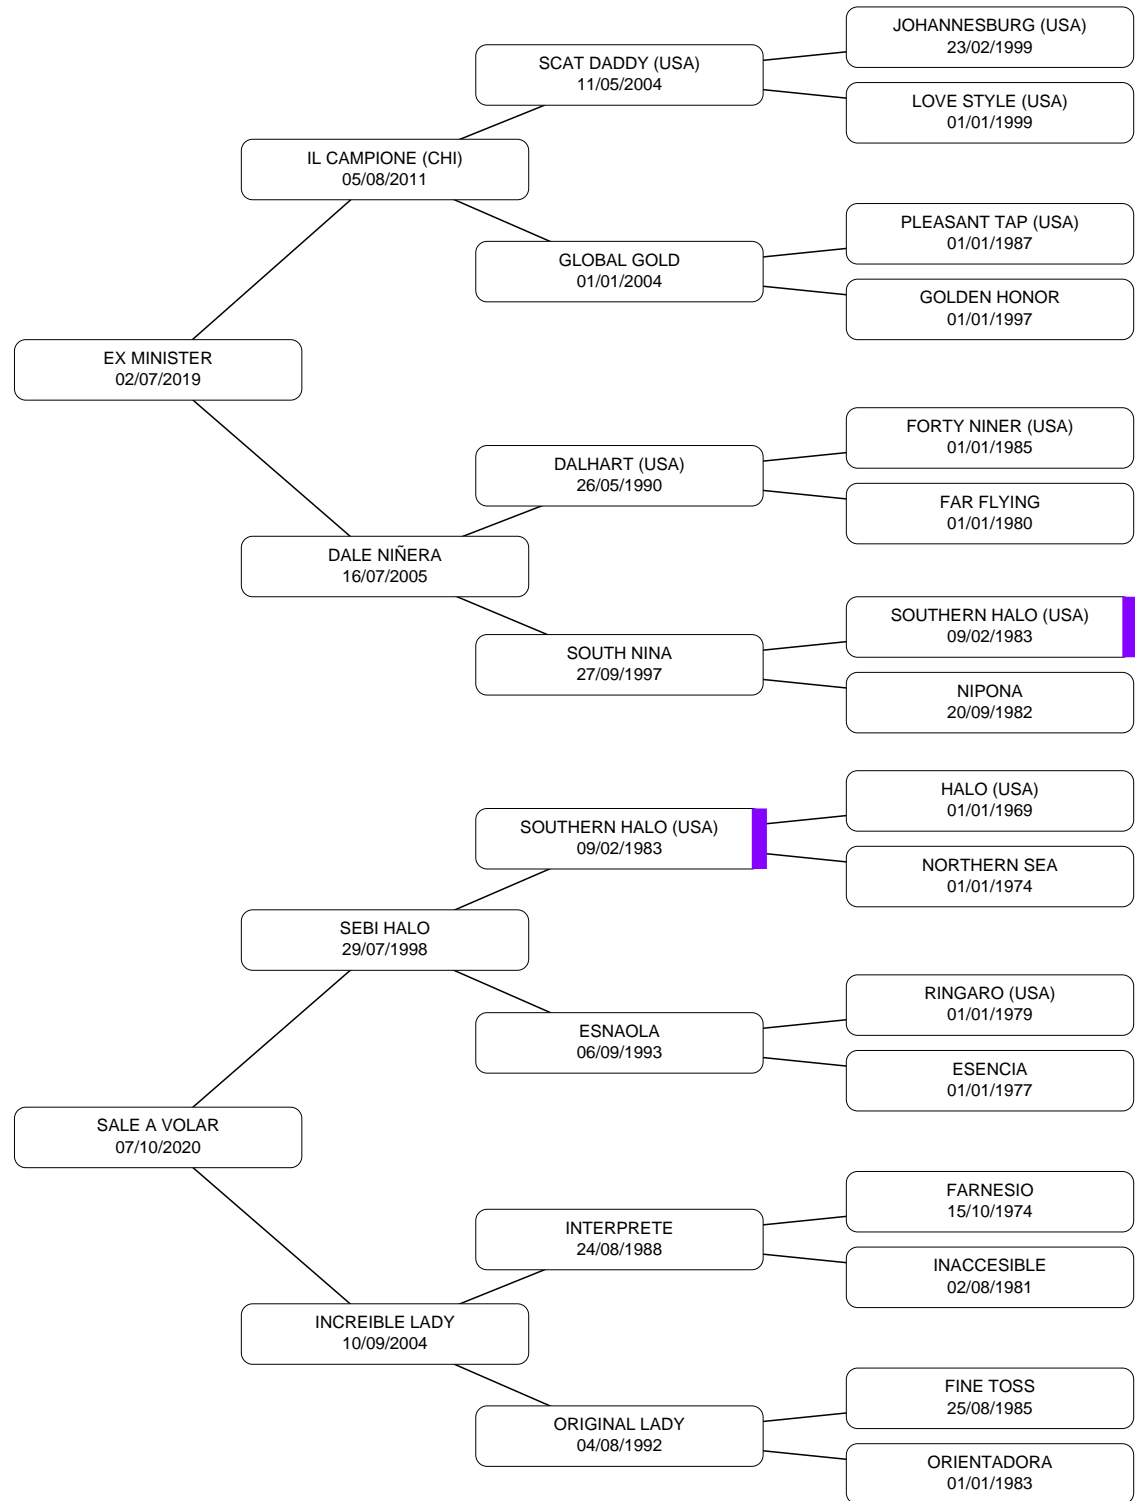 JOHANNESBURG (USA)
23/02/1999
SCAT DADDY (USA)
11/05/2004
LOVE STYLE (USA)
01/01/1999
IL CAMPIONE (CHI)
05/08/2011
PLEASANT TAP (USA)
01/01/1987
GLOBAL GOLD
01/01/2004
GOLDEN HONOR
01/01/1997
EX MINISTER
02/07/2019
FORTY NINER (USA)
01/01/1985
DALHART (USA)
26/05/1990
FAR FLYING
01/01/1980
DALE NIÑERA
16/07/2005
SOUTHERN HALO (USA)
09/02/1983
SOUTH NINA
27/09/1997
NIPONA
20/09/1982
HALO (USA)
01/01/1969
SOUTHERN HALO (USA)
09/02/1983
NORTHERN SEA
01/01/1974
SEBI HALO
29/07/1998
RINGARO (USA)
01/01/1979
ESNAOLA
06/09/1993
ESENCIA
01/01/1977
SALE A VOLAR
07/10/2020
FARNESIO
15/10/1974
INTERPRETE
24/08/1988
INACCESIBLE
02/08/1981
INCREIBLE LADY
10/09/2004
FINE TOSS
25/08/1985
ORIGINAL LADY
04/08/1992
ORIENTADORA
01/01/1983